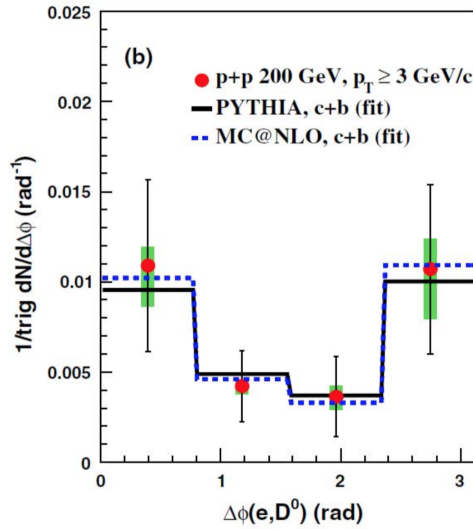 0.025
(b)
p+p 200 GeV, p_T ≥ 3 GeV/c
0.02
PYTHIA, c+b (fit)
MC@NLO, c+b (fit)
0.015
0.01
0.005
0
0 1 2 3
1/trig dN/dΔϕ (rad⁻¹)
Δϕ(e,D⁰) (rad)